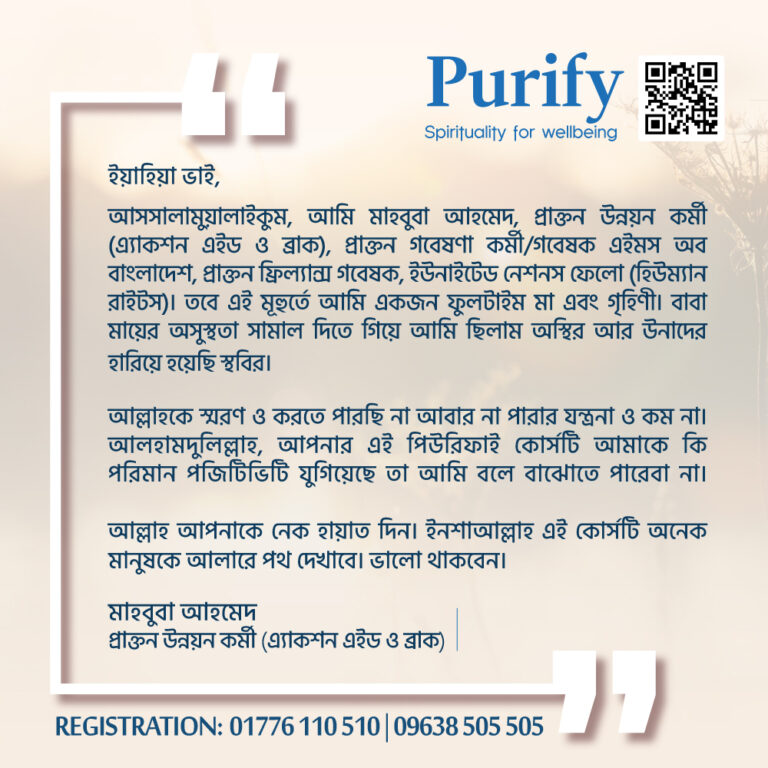 Purify
Spirituality for wellbeing
ইয়াহিয়া ভাই,
আসসালামুয়ালাইকুম, আমি মাহবুবা আহমেদ, প্রাক্তন উন্নয়ন কর্মী
(এ্যাকশন এইড ও ব্রাক), প্রাক্তন গবেষণা কর্মী/গবেষক এইমস অব
বাংলাদেশ, প্রাক্তন ফ্রিল্যান্স গবেষক, ইউনাইটেড নেশনস ফেলো (হিউম্যান
রাইটস)। তবে এই মূহুর্তে আমি একজন ফুলটাইম মা এবং গৃহিণী। বাবা
মায়ের অসুস্থতা সামাল দিতে গিয়ে আমি ছিলাম অস্থির আর উনাদের
হারিয়ে হয়েছি স্থবির।
আল্লাহকে স্মরণ ও করতে পারছি না আবার না পারার যন্ত্রনা ও কম না।
আলহামদুলিল্লাহ, আপনার এই পিউরিফাই কোর্সটি আমাকে কি
পরিমান পজিটিভিটি যুগিয়েছে তা আমি বলে বাঝোতে পারেবা না।
আল্লাহ আপনাকে নেক হায়াত দিন। ইনশাআল্লাহ এই কোর্সটি অনেক
মানুষকে আলারে পথ দেখাবে। ভালো থাকবেন।
মাহবুবা আহমেদ
প্রাক্তন উন্নয়ন কর্মী (এ্যাকশন এইড ও ব্রাক)
REGISTRATION: 01776 110 510 | 09638 505 505